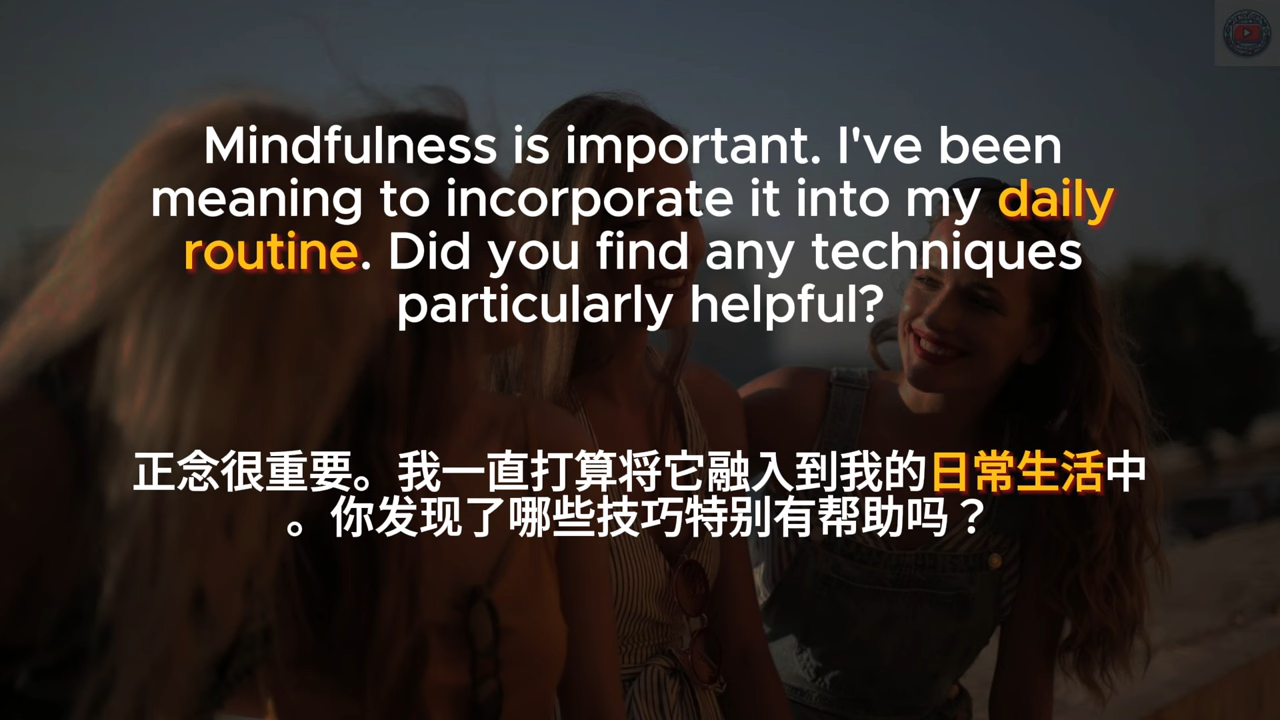 Mindfulness is important. I've been
meaning to incorporate it into my daily
routine. Did you find any techniques
particularly helpful?
正念很重要。我一直打算将它融入到我的日常生活中
。你发现了哪些技巧特别有帮助吗？